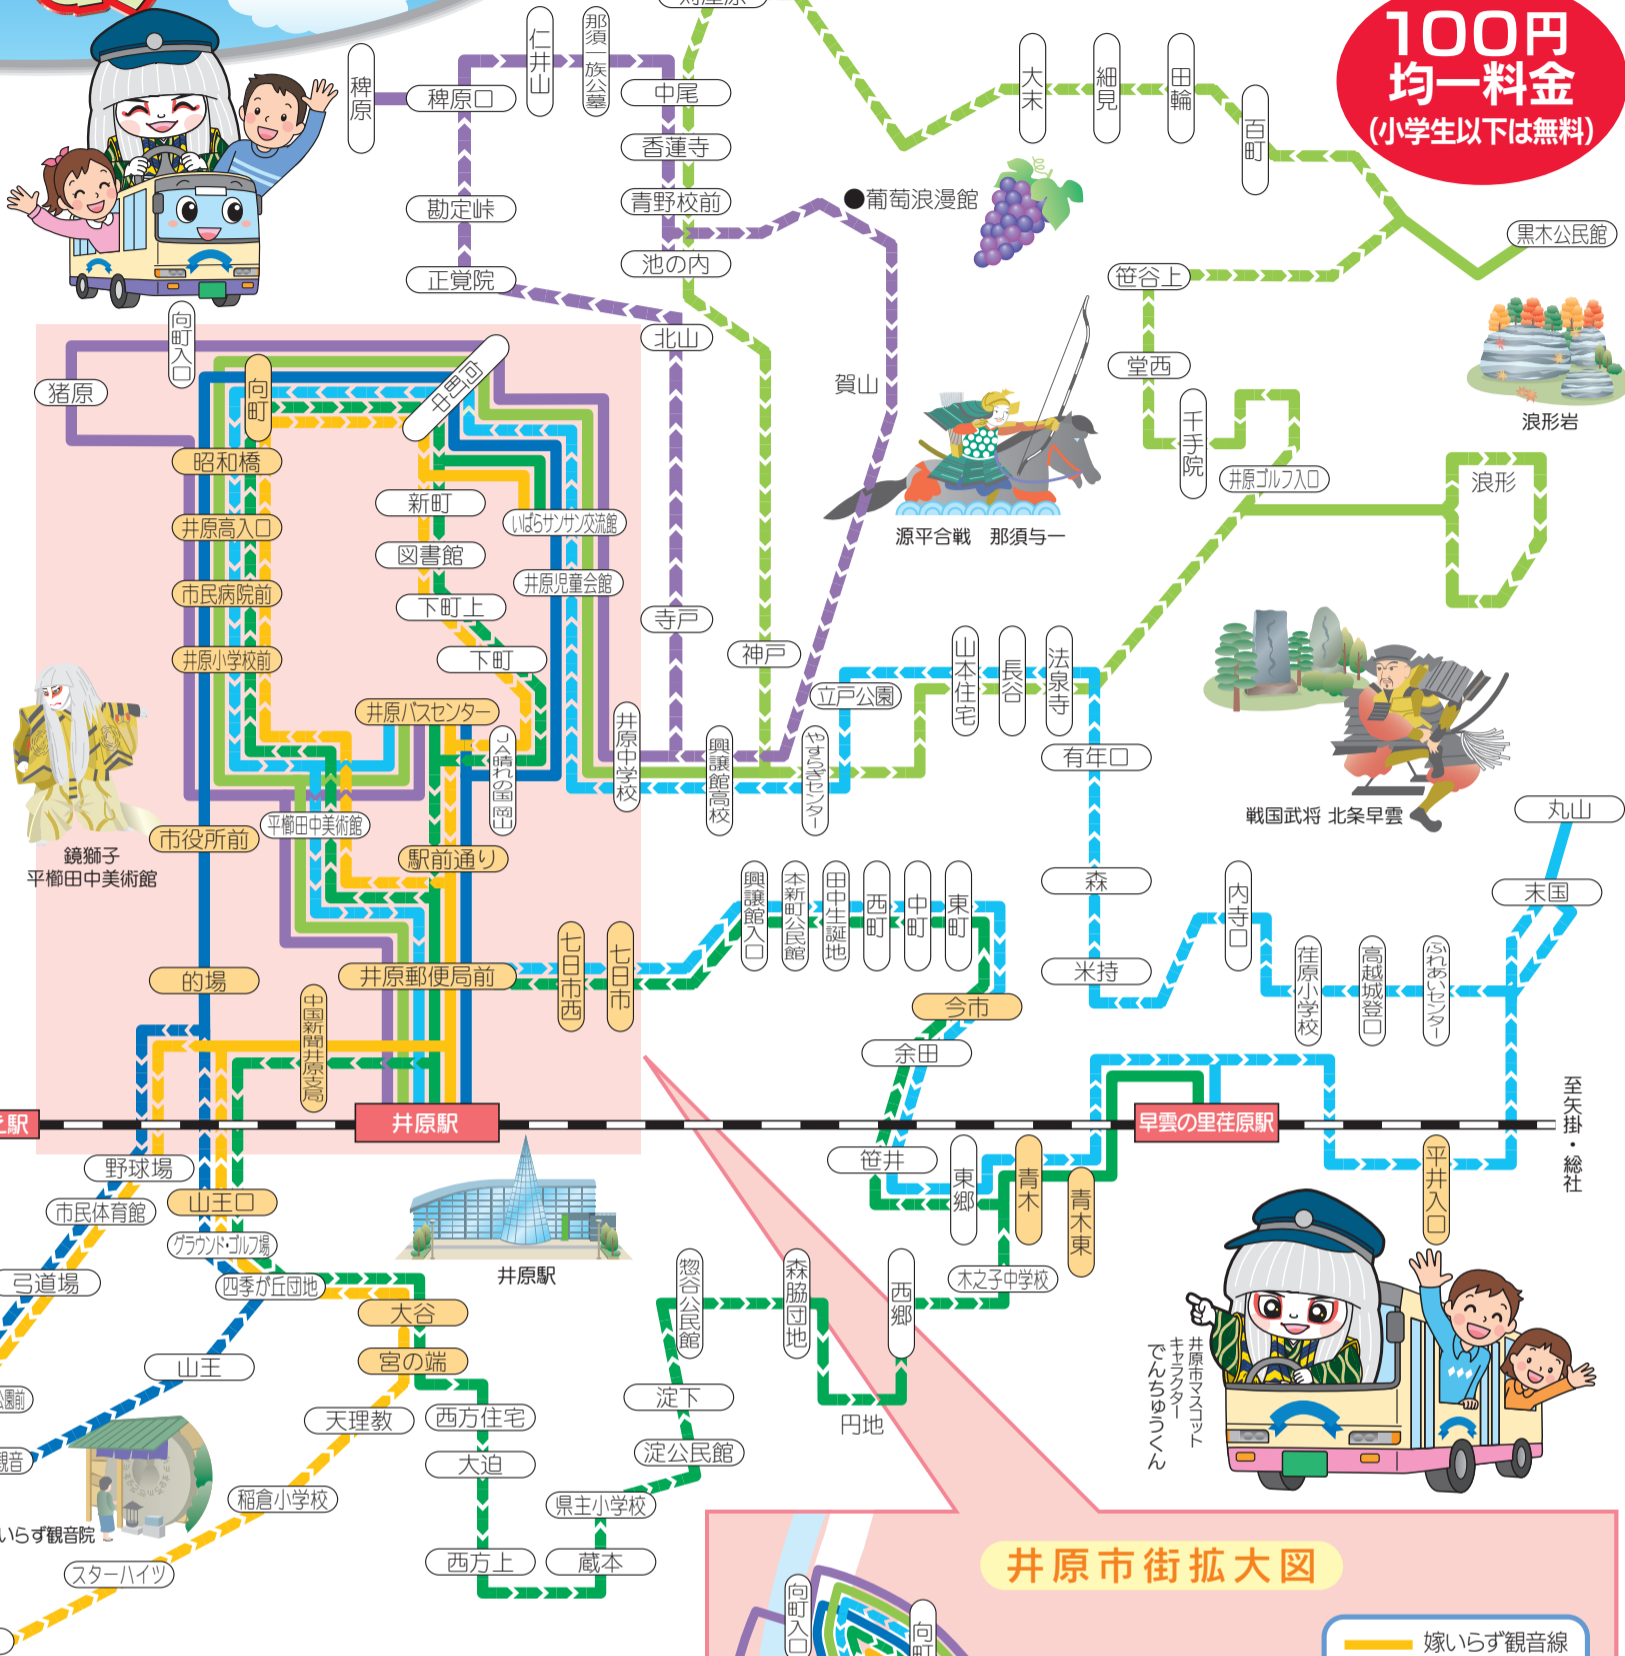 100円
均一料金
(小学生以下は無料)
稗原
稗原口
仁井山
那須一族公墓
中尾
香蓮寺
青野校前
池の内
勘定峠
正覚院
北山
葡萄浪漫館
賀山
大末
細見
田輪
百町
黒木公民館
笹谷上
堂西
千手院
井原ゴルフ入口
浪形
浪形岩
源平合戦 那須与一
戦国武将 北条早雲
向町入口
猪原
向町
向町中
昭和橋
井原高入口
市民病院前
井原小学校前
新町
図書館
下町上
下町
いばらサンサン交流館
井原児童会館
井原バスセンター
JA晴れの国岡山
井原中学校
寺戸
神戸
興譲館高校
やすらぎセンター
立戸公園
山本住宅
長谷
法泉寺
有年口
森
米持
内寺口
荏原小学校
高越城登口
ふれあいセンター
丸山
末国
鏡獅子
平櫛田中美術館
市役所前
平櫛田中美術館
駅前通り
的場
井原郵便局前
中国新聞井原支局
七日市西
七日市
興譲館入口
本新町公民館
田中生誕地
西町
中町
東町
今市
余田
笹井
東郷
青木
青木東
木之子中学校
早雲の里荏原駅
平井入口
至矢掛・総社
井原駅
井原駅
野球場
市民体育館
弓道場
山王口
グラウンド・ゴルフ場
四季が丘団地
大谷
宮の端
山王
天理教
稲倉小学校
スターハイツ
いらず観音院
西方住宅
大迫
西方上
蔵本
県主小学校
淀公民館
淀下
惣谷公民館
森脇団地
西郷
円地
井原市マスコット
キャラクター
でんちゅうくん
井原市街拡大図
向町入口
向町
嫁いらず観音線